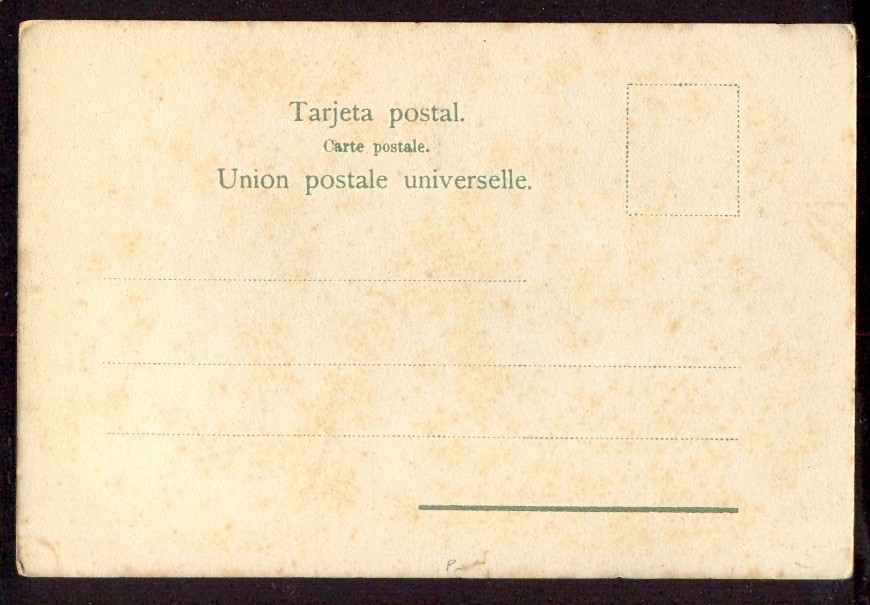 Tarjeta postal.
Carte postale.
Union postale universelle.